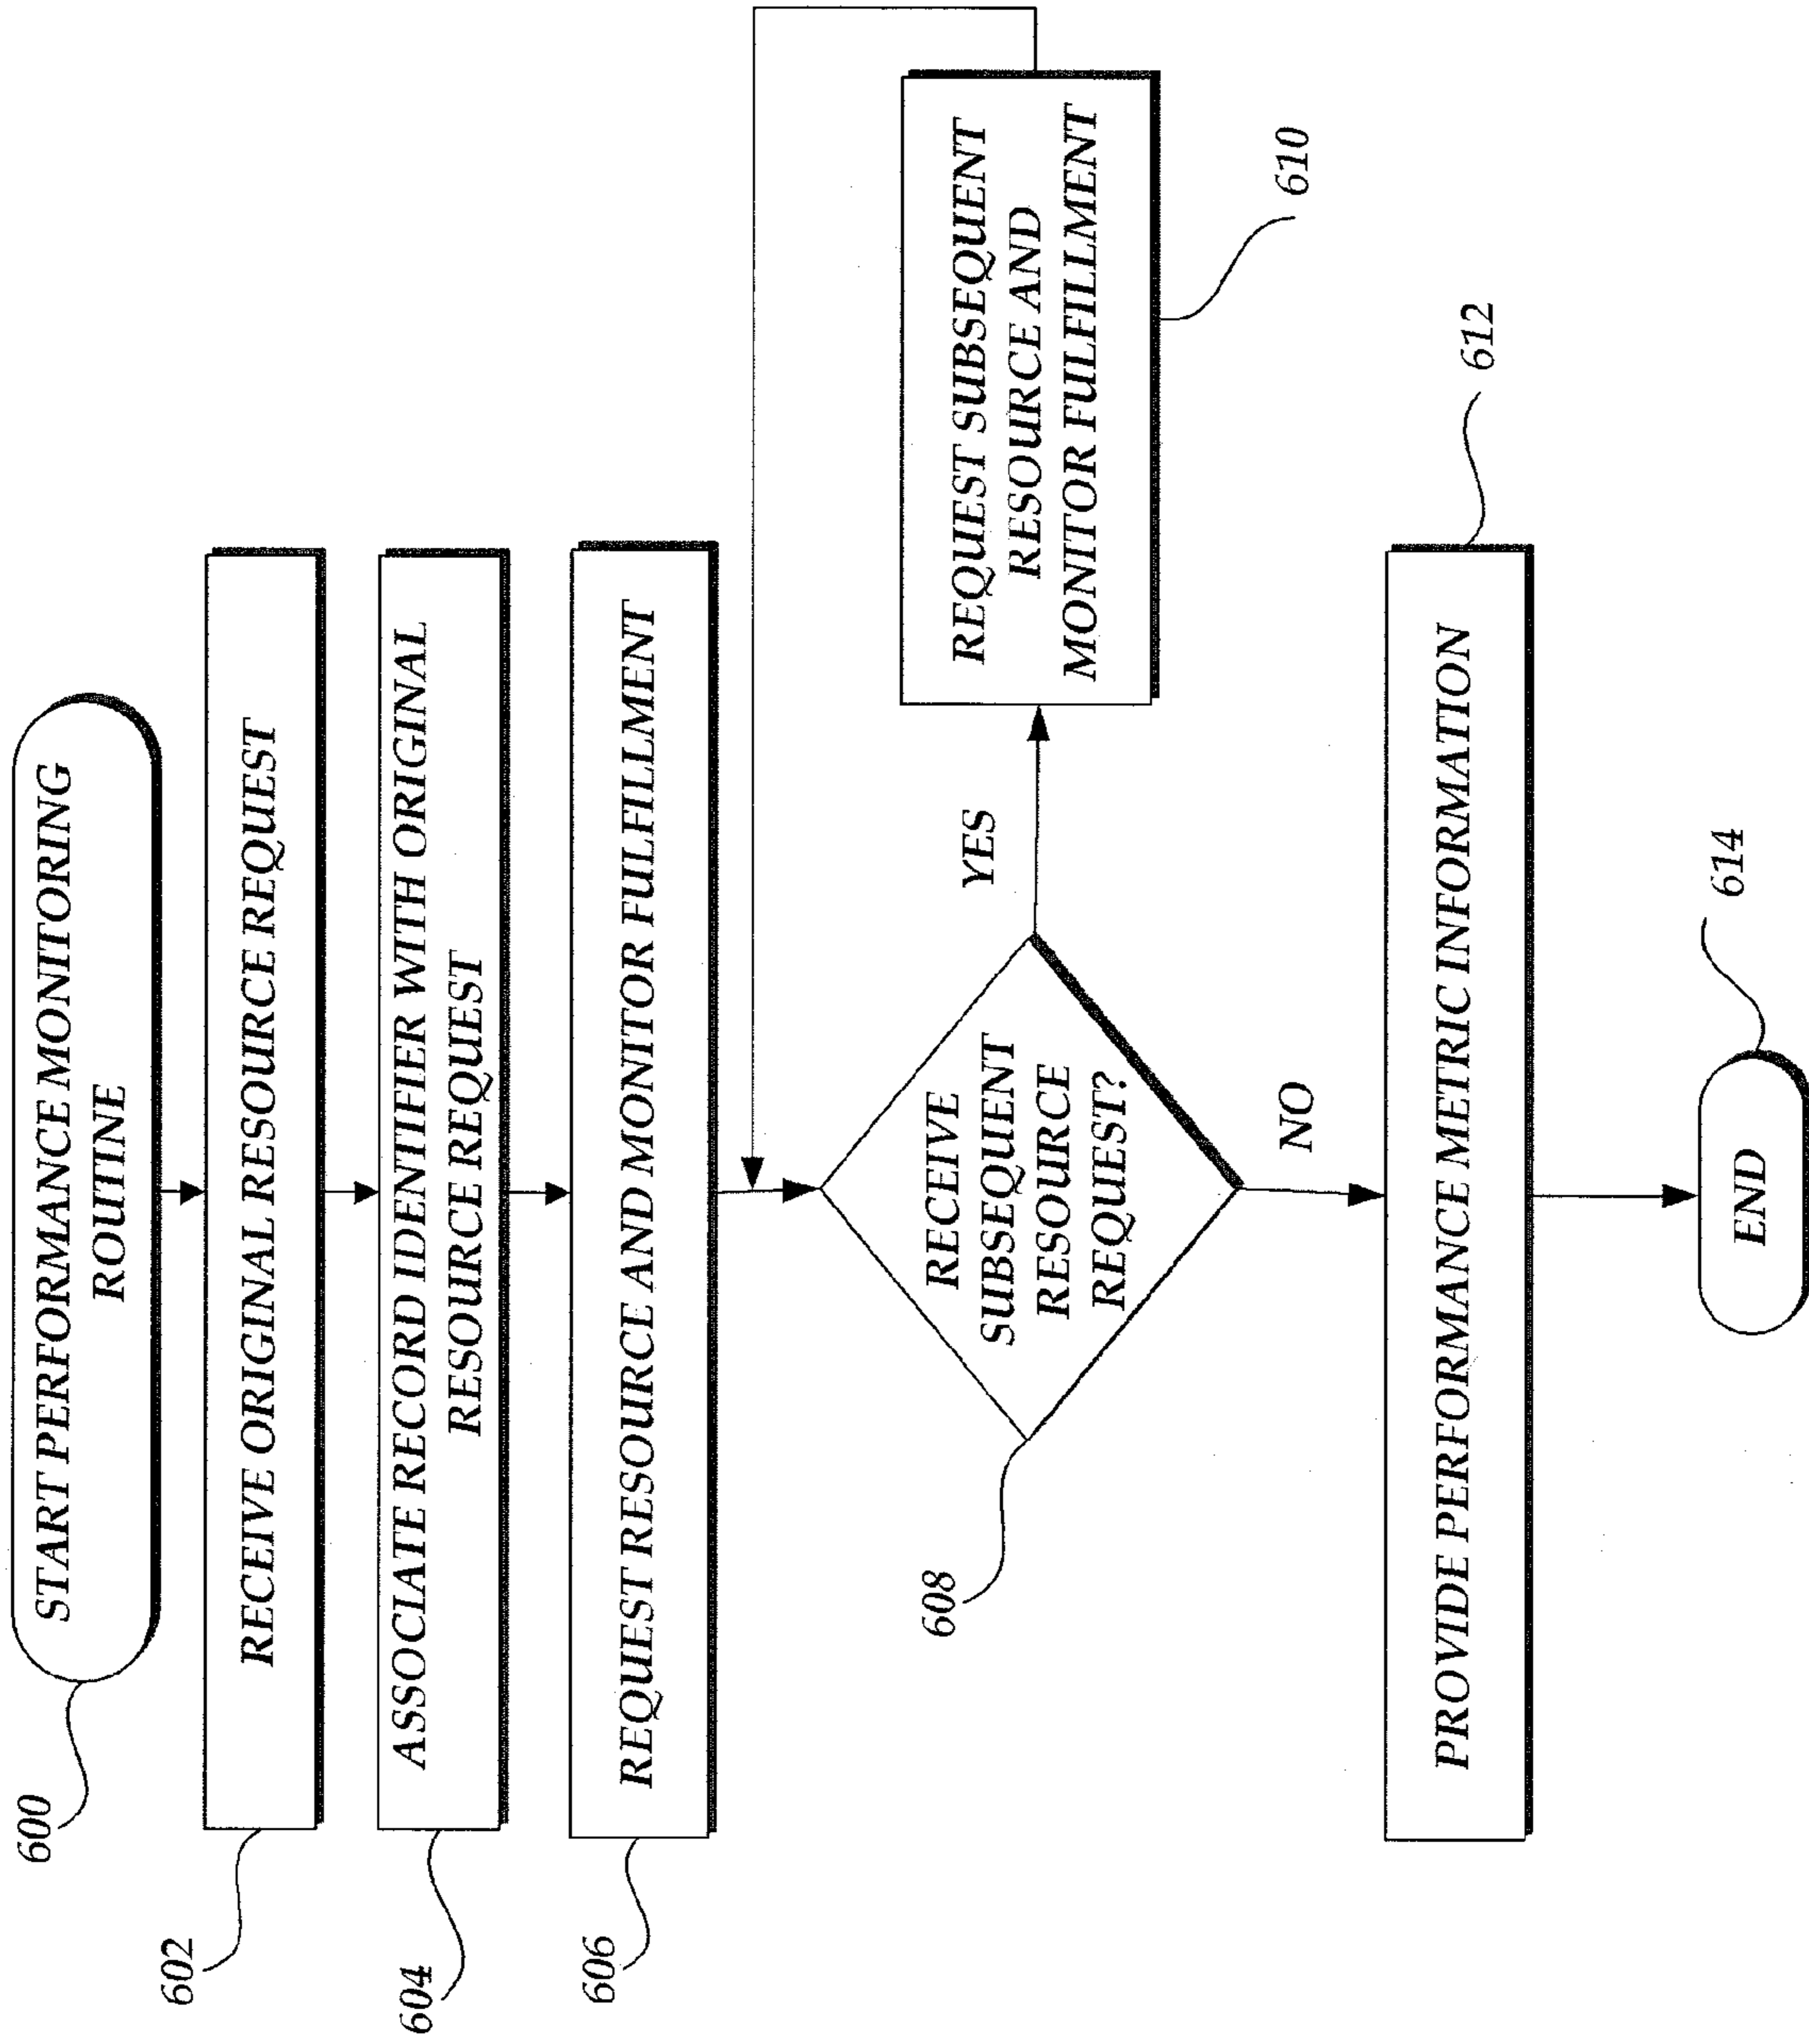 600
START PERFORMANCE MONITORING
ROUTINE
602
RECEIVE ORIGINAL RESOURCE REQUEST
604
ASSOCIATE RECORD IDENTIFIER WITH ORIGINAL
RESOURCE REQUEST
606
REQUEST RESOURCE AND MONITOR FULFILLMENT
608
RECEIVE
SUBSEQUENT
RESOURCE
REQUEST?
YES
REQUEST SUBSEQUENT
RESOURCE AND
MONITOR FULFILLMENT
610
NO
612
PROVIDE PERFORMANCE METRIC INFORMATION
614
END